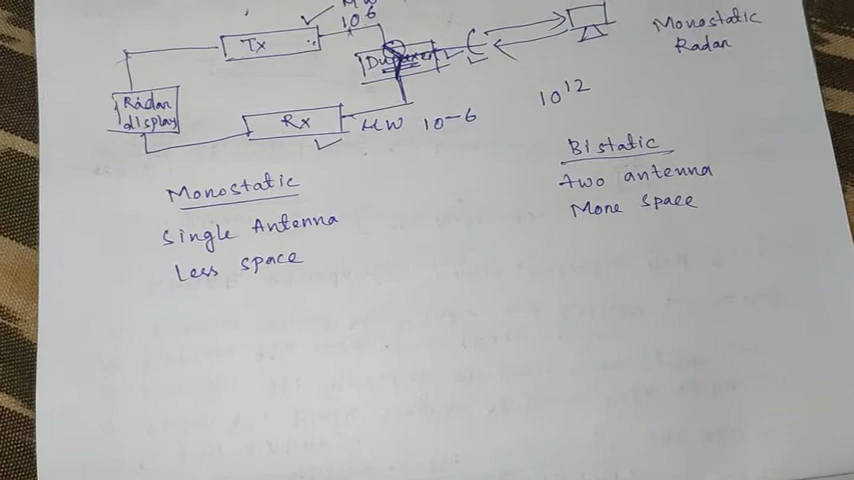 MW
10 6
Tx
Duplexer
Monostatic
Radar
Radar
display
Rx
MW 10-6
10 12
Monostatic
Single Antenna
Less space
Bistatic
two antenna
More space